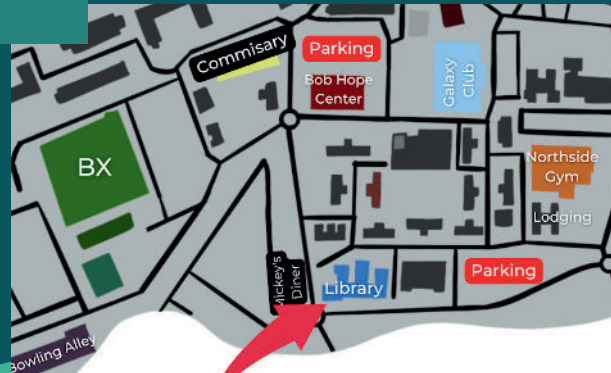 Commisary
Parking
Bob Hope
Center
Galaxy
Club
BX
Northside
Gym
Lodging
Mickey's
Diner
Library
Parking
Bowling Alley